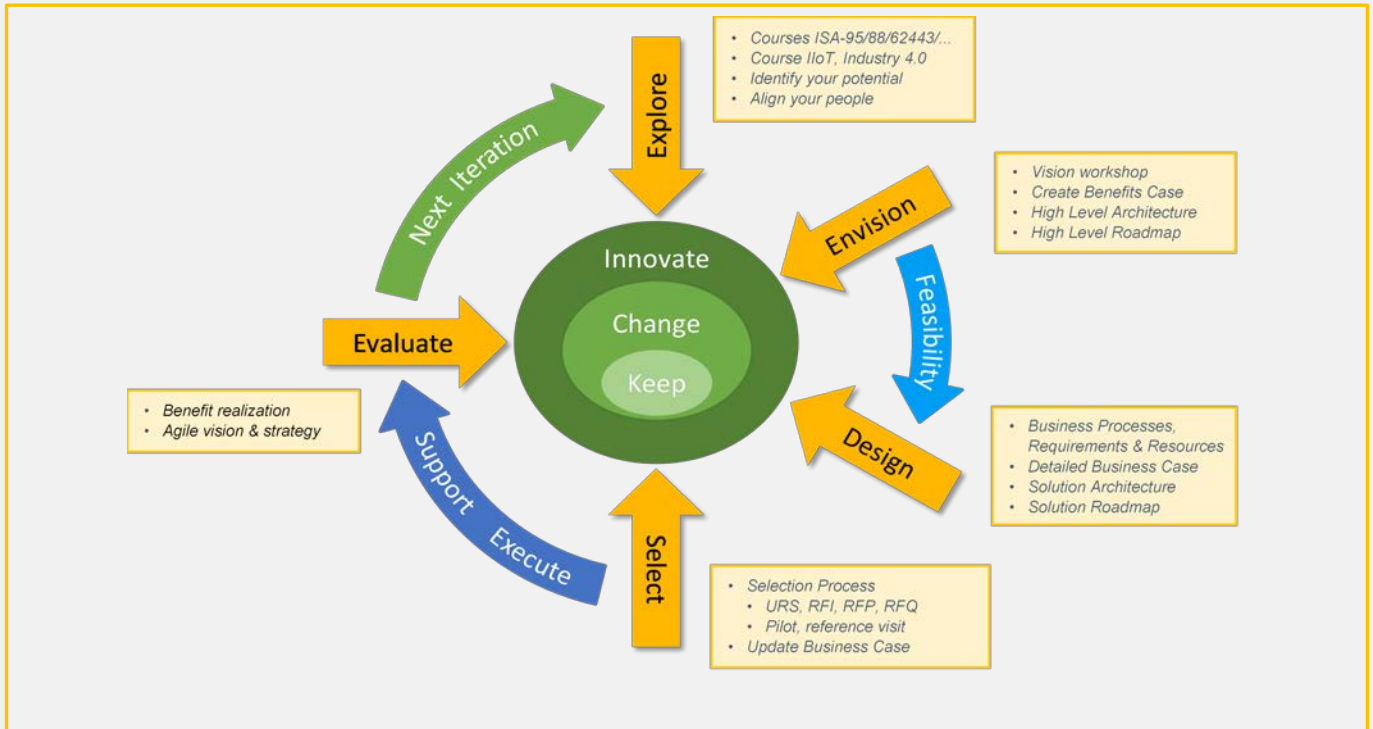 • Courses ISA-95/88/62443/...
• Course IIoT, Industry 4.0
• Identify your potential
• Align your people
Explore
Next Iteration
• Vision workshop
• Create Benefits Case
• High Level Architecture
• High Level Roadmap
Envision
Innovate
Change
Keep
Feasibility
Evaluate
• Benefit realization
• Agile vision & strategy
Design
• Business Processes,
Requirements & Resources
• Detailed Business Case
• Solution Architecture
• Solution Roadmap
Support Execute
Select
• Selection Process
• URS, RFI, RFP, RFQ
• Pilot, reference visit
• Update Business Case